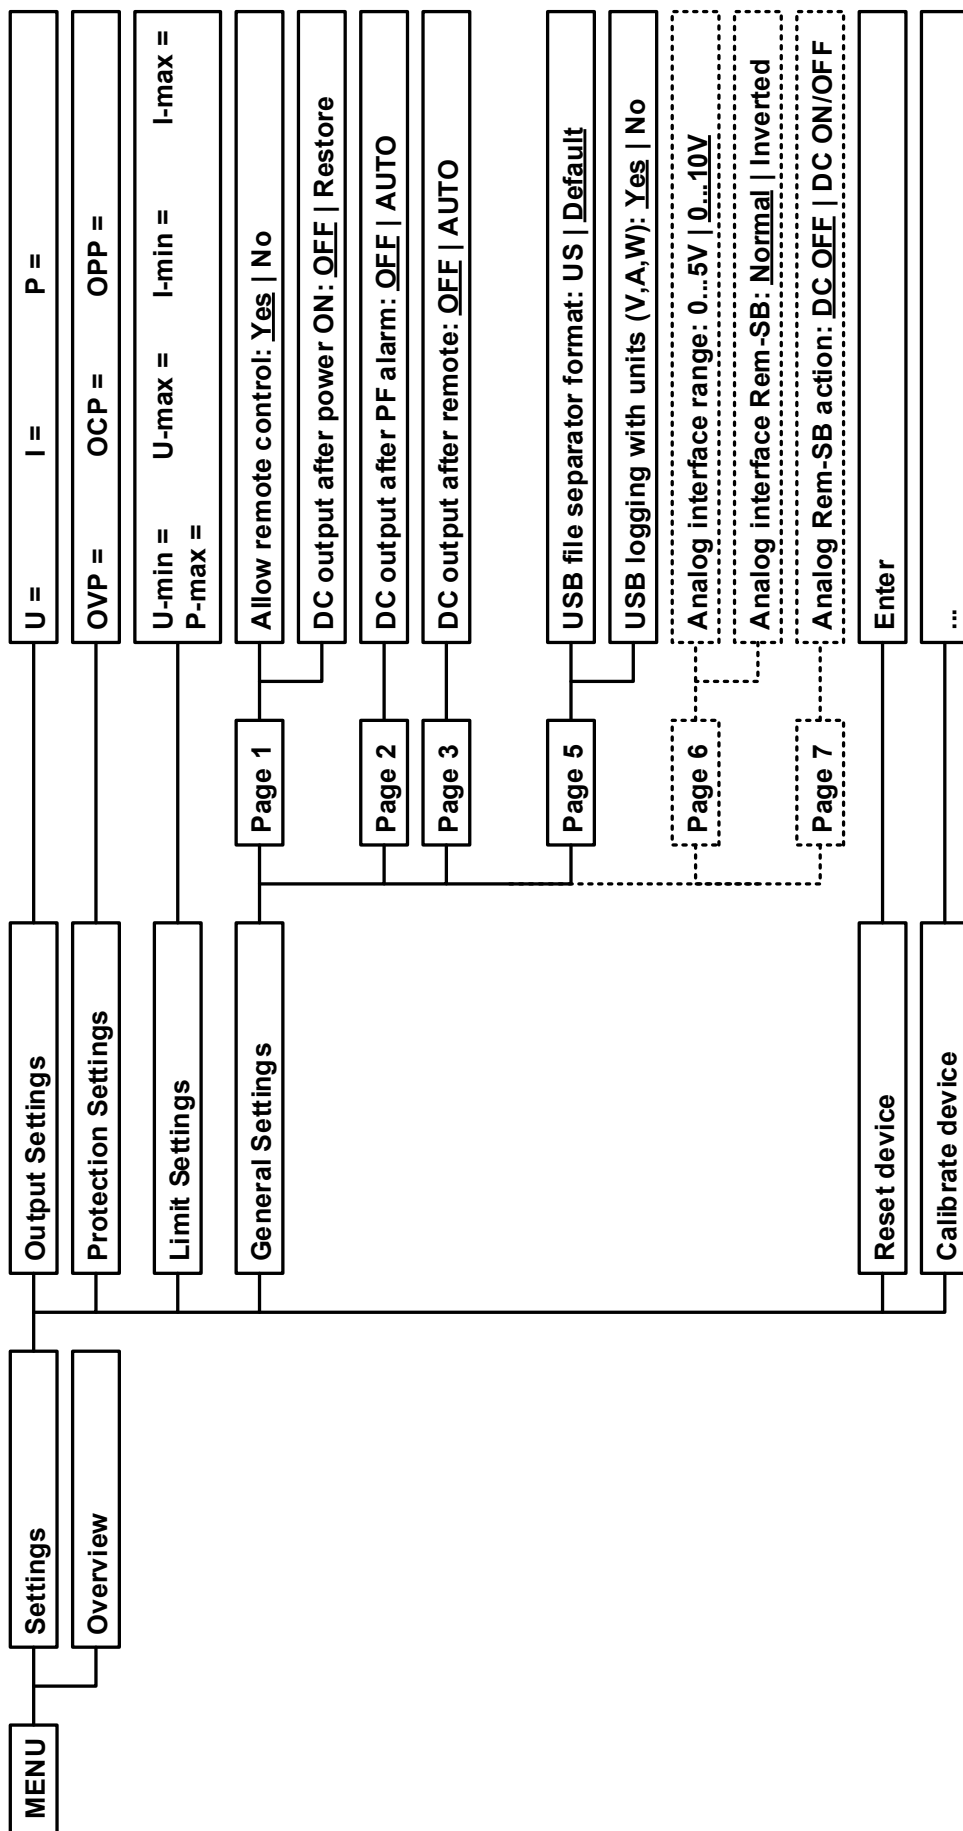 MENU
Settings
Overview
Output Settings
Protection Settings
Limit Settings
General Settings
Reset device
Calibrate device
Page 1
Page 2
Page 3
Page 5
Page 6
Page 7
U = I = P =
OVP = OCP = OPP =
U-min = U-max = I-min = I-max =
P-max =
Allow remote control: Yes | No
DC output after power ON: OFF | Restore
DC output after PF alarm: OFF | AUTO
DC output after remote: OFF | AUTO
USB file separator format: US | Default
USB logging with units (V,A,W): Yes | No
Analog interface range: 0...5V | 0...10V
Analog interface Rem-SB: Normal | Inverted
Analog Rem-SB action: DC OFF | DC ON/OFF
Enter
...